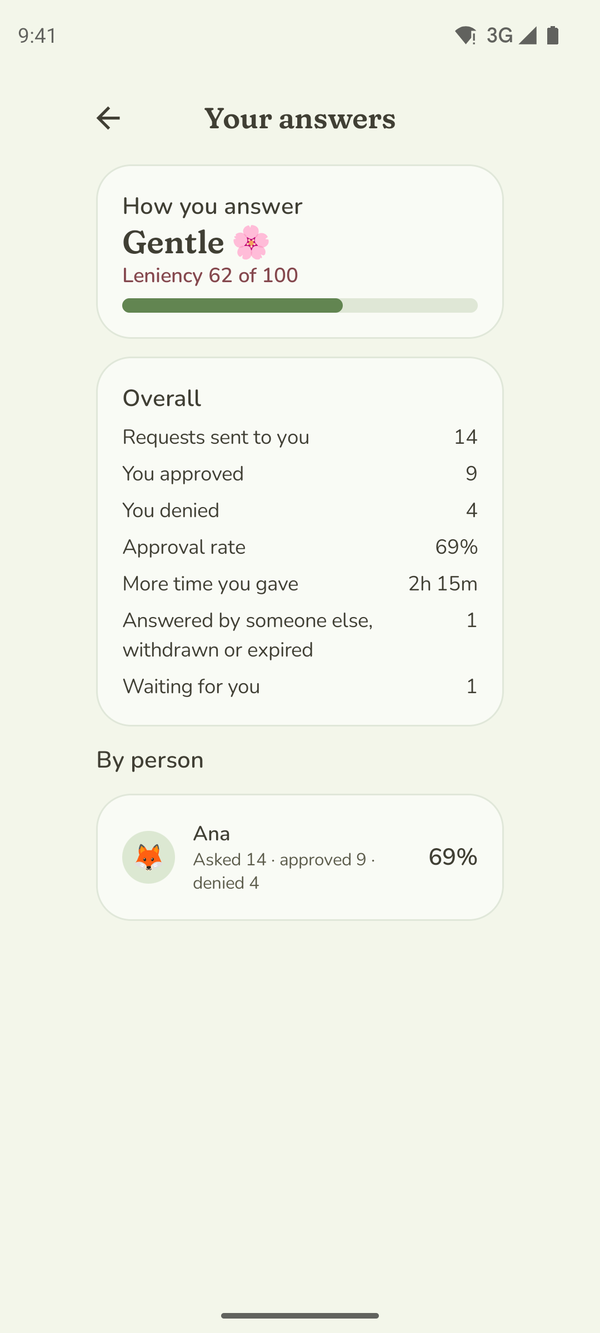 9:41
3G
Your answers
How you answer
Gentle 🌸
Leniency 62 of 100
Overall
Requests sent to you 14
You approved 9
You denied 4
Approval rate 69%
More time you gave 2h 15m
Answered by someone else, 1
withdrawn or expired
Waiting for you 1
By person
Ana
Asked 14 · approved 9 · 69%
denied 4